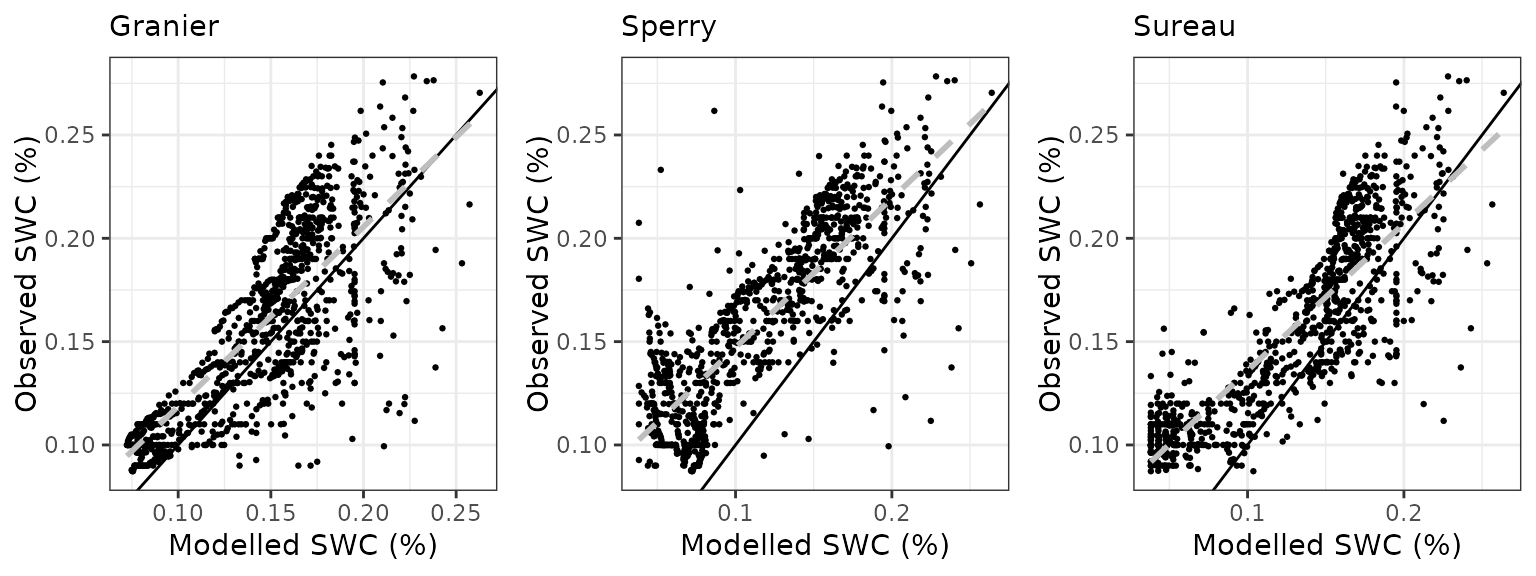 Granier
Observed SWC (%)
0.25
0.20
0.15
0.10
0.10 0.15 0.20 0.25
Modelled SWC (%)
Sperry
Observed SWC (%)
0.25
0.20
0.15
0.10
0.1 0.2
Modelled SWC (%)
Sureau
Observed SWC (%)
0.25
0.20
0.15
0.10
0.1 0.2
Modelled SWC (%)